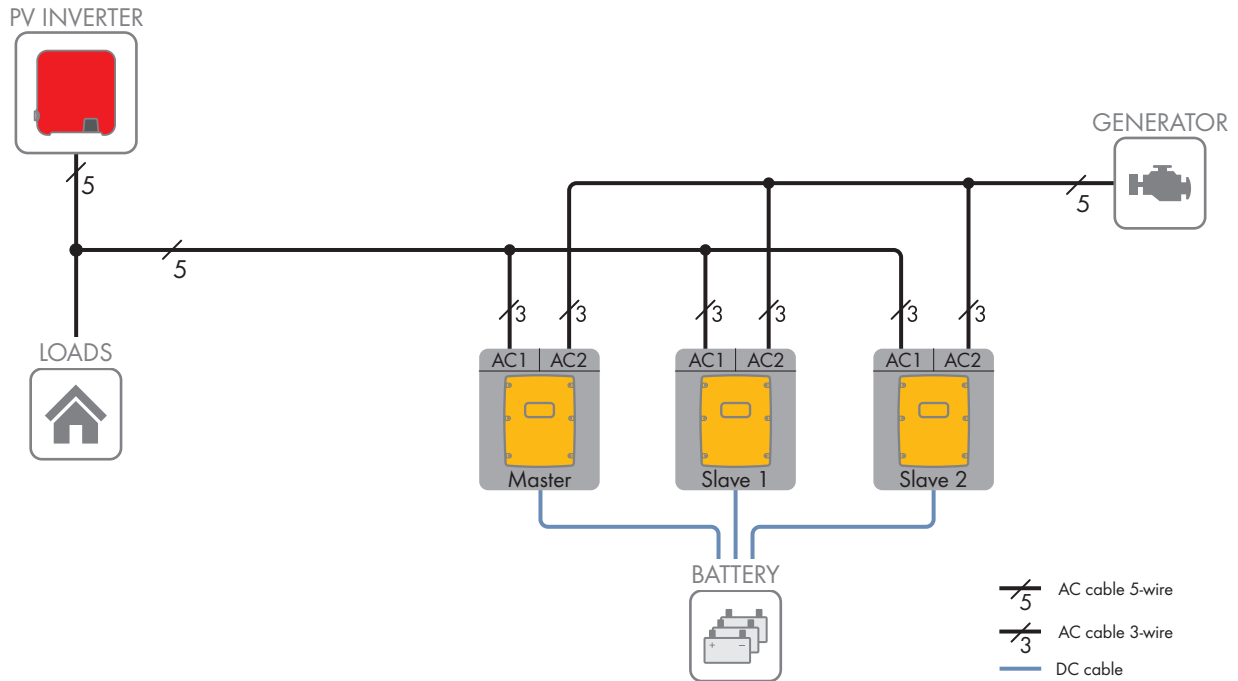 PV INVERTER
GENERATOR
5
5
5
3
3
3
3
3
3
LOADS
AC1 AC2
AC1 AC2
AC1 AC2
Master
Slave 1
Slave 2
BATTERY
+ −
5 AC cable 5-wire
3 AC cable 3-wire
DC cable